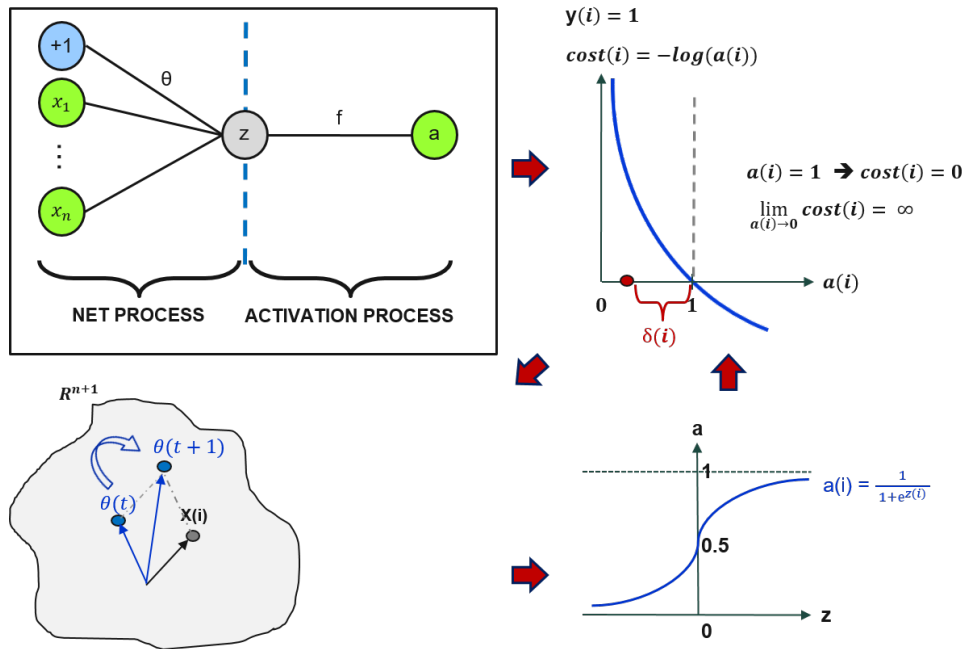 +1
θ
x₁
⋮
xₙ
z
f
a
NET PROCESS
ACTIVATION PROCESS
y(i) = 1
cost(i) = −log(a(i))
a(i) = 1 ➔ cost(i) = 0
lim a(i)→0 cost(i) = ∞
0
1
a(i)
δ(i)
Rⁿ⁺¹
θ(t + 1)
θ(t)
X(i)
a
1
a(i) = 1/(1+e^z(i))
0.5
0
z